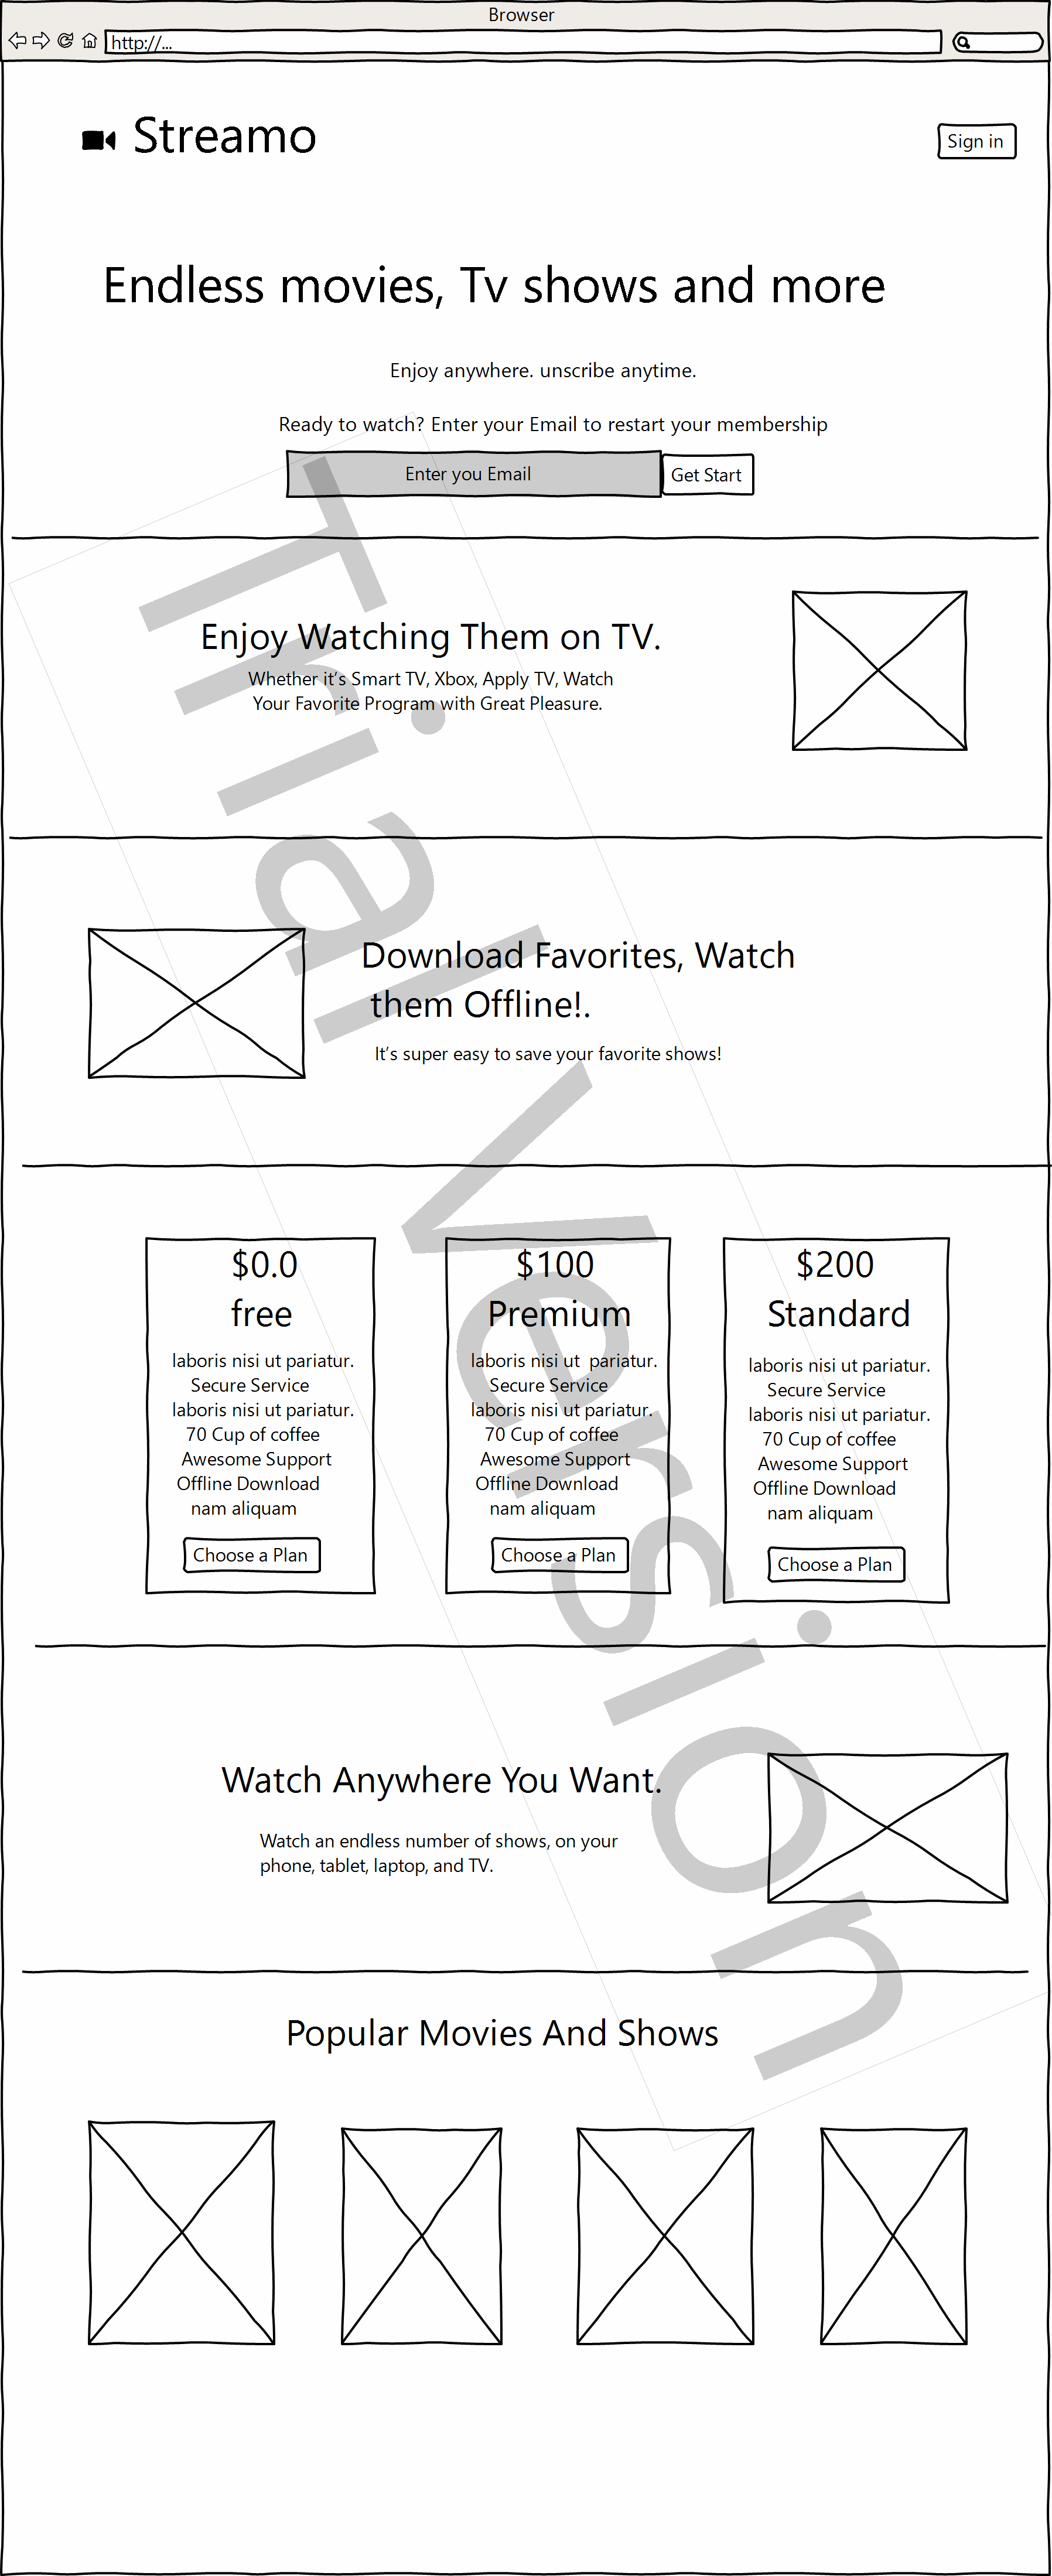 Browser
http://...
Streamo
Sign in
Endless movies, Tv shows and more
Enjoy anywhere. unscribe anytime.
Ready to watch? Enter your Email to restart your membership
Enter you Email
Get Start
Enjoy Watching Them on TV.
Whether it's Smart TV, Xbox, Apply TV, Watch
Your Favorite Program with Great Pleasure.
Download Favorites, Watch
them Offline!.
It's super easy to save your favorite shows!
$0.0
free
laboris nisi ut pariatur.
Secure Service
laboris nisi ut pariatur.
70 Cup of coffee
Awesome Support
Offline Download
nam aliquam
Choose a Plan
$100
Premium
laboris nisi ut pariatur.
Secure Service
laboris nisi ut pariatur.
70 Cup of coffee
Awesome Support
Offline Download
nam aliquam
Choose a Plan
$200
Standard
laboris nisi ut pariatur.
Secure Service
laboris nisi ut pariatur.
70 Cup of coffee
Awesome Support
Offline Download
nam aliquam
Choose a Plan
Watch Anywhere You Want.
Watch an endless number of shows, on your
phone, tablet, laptop, and TV.
Popular Movies And Shows
Trial Version